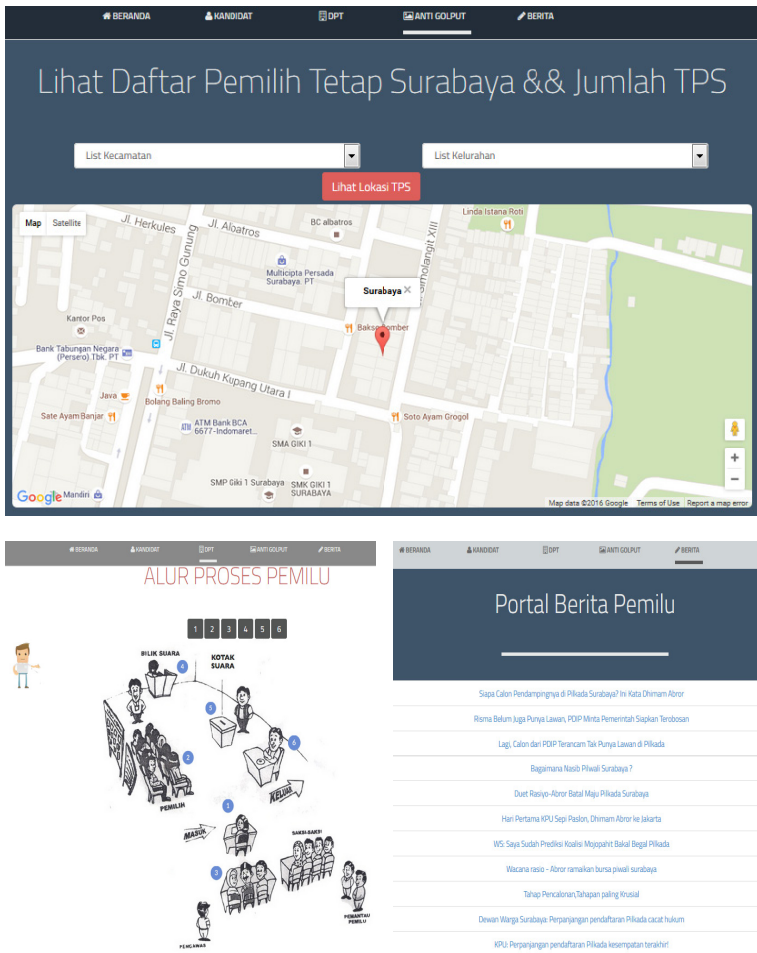 BERANDA KANDIDAT DPT ANTI GOLPUT BERITA
Lihat Daftar Pemilih Tetap Surabaya && Jumlah TPS
List Kecamatan List Kelurahan
Lihat Lokasi TPS
Map Satellite
Jl. Herkules
Jl. Albatros
BC albatros
Linda Istana Roti
Jl. Raya Simo Gunung
Simolangit XIII
Multicipta Persada
Surabaya. PT
Surabaya ×
Jl. Bomber
Kantor Pos
Bakso Bomber
Bank Tabungan Negara
(Persero) Tbk. PT
Jl. Dukuh Kupang Utara I
Java
Bolang Baling Bromo
Sate Ayam Banjar
ATM Bank BCA
6677-Indomaret...
Soto Ayam Grogol
SMA GIKI 1
SMP Giki 1 Surabaya
SMK GIKI 1
SURABAYA
+
−
Google
Mandiri
Map data ©2016 Google Terms of Use Report a map error
BERANDA KANDIDAT DPT ANTI GOLPUT BERITA
ALUR PROSES PEMILU
1 2 3 4 5 6
BILIK SUARA
KOTAK
SUARA
4
5
6
2
KELUAR
PEMILIH
1
MASUK
SAKSI-SAKSI
3
PEMANTAU
PEMILU
PENGAWAS
BERANDA KANDIDAT DPT ANTI GOLPUT BERITA
Portal Berita Pemilu
Siapa Calon Pendampingnya di Pilkada Surabaya? Ini Kata Dhimam Abror
Risma Belum Juga Punya Lawan, PDIP Minta Pemerintah Siapkan Terobosan
Lagi, Calon dari PDIP Terancam Tak Punya Lawan di Pilkada
Bagaimana Nasib Pilwali Surabaya ?
Duet Rasiyo-Abror Batal Maju Pilkada Surabaya
Hari Pertama KPU Sepi Paslon, Dhimam Abror ke Jakarta
WS: Saya Sudah Prediksi Koalisi Mojopahit Bakal Begal Pilkada
Wacana rasio - Abror ramaikan bursa piwali surabaya
Tahap Pencalonan,Tahapan paling Krusial
Dewan Warga Surabaya: Perpanjangan pendaftaran Pilkada cacat hukum
KPU: Perpanjangan pendaftaran Pilkada kesempatan terakhir!